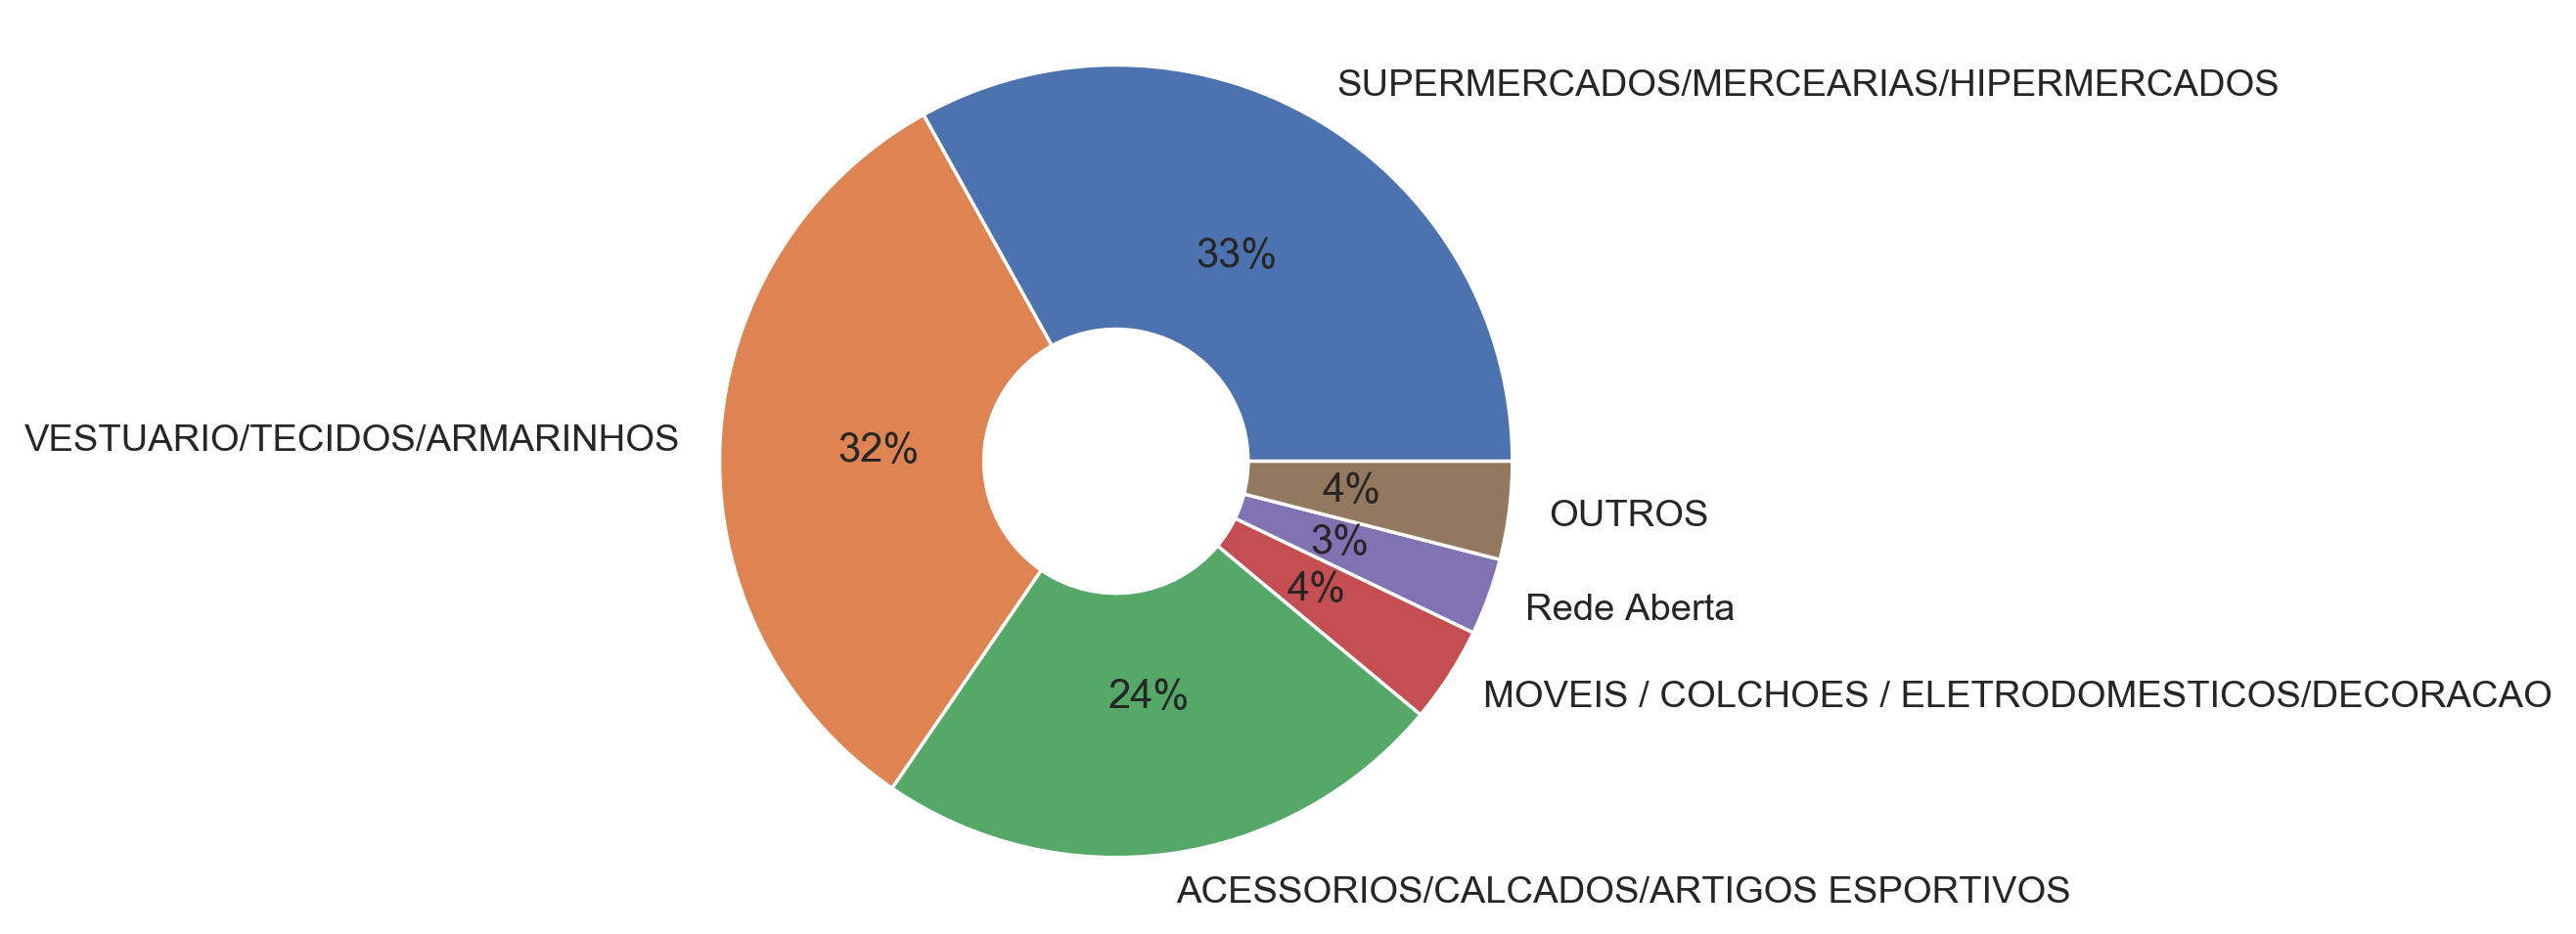 SUPERMERCADOS/MERCEARIAS/HIPERMERCADOS
33%
VESTUARIO/TECIDOS/ARMARINHOS
32%
4%
OUTROS
3%
Rede Aberta
4%
MOVEIS / COLCHOES / ELETRODOMESTICOS/DECORACAO
24%
ACESSORIOS/CALCADOS/ARTIGOS ESPORTIVOS